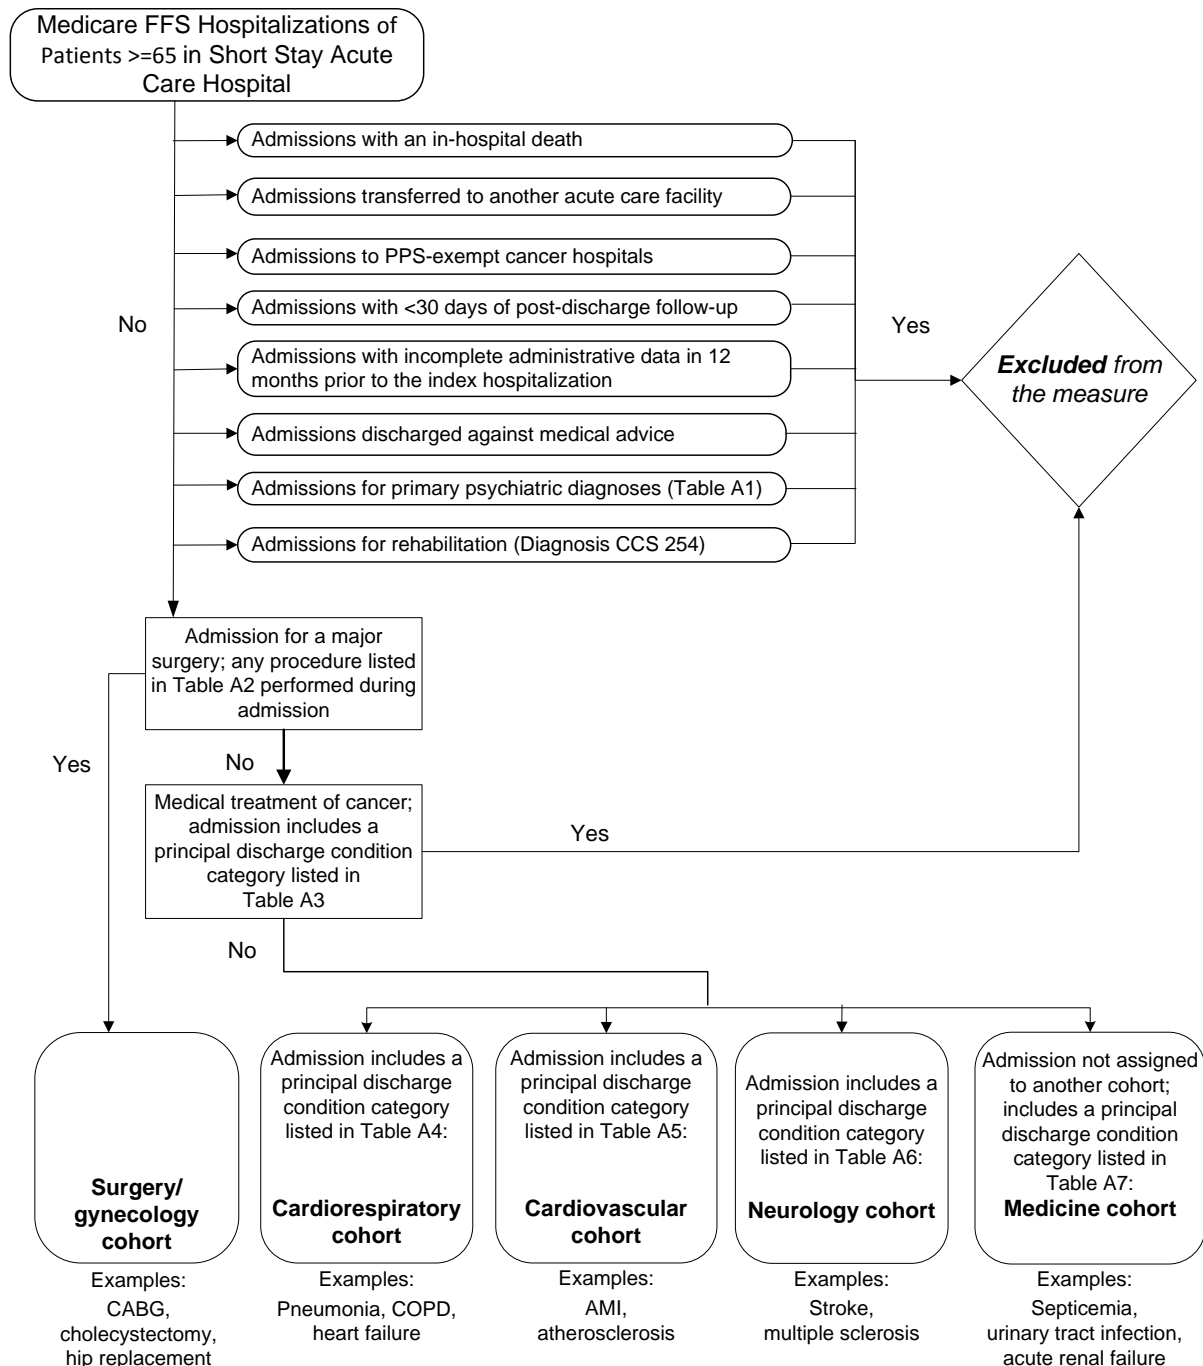 Medicare FFS Hospitalizations of
Patients >=65 in Short Stay Acute
Care Hospital
Admissions with an in-hospital death
Admissions transferred to another acute care facility
Admissions to PPS-exempt cancer hospitals
Admissions with <30 days of post-discharge follow-up
No
Yes
Admissions with incomplete administrative data in 12
months prior to the index hospitalization
Excluded from
the measure
Admissions discharged against medical advice
Admissions for primary psychiatric diagnoses (Table A1)
Admissions for rehabilitation (Diagnosis CCS 254)
Admission for a major
surgery; any procedure listed
in Table A2 performed during
admission
Yes
No
Medical treatment of cancer;
admission includes a
principal discharge condition
category listed in
Table A3
Yes
No
Surgery/
gynecology
cohort
Examples:
CABG,
cholecystectomy,
hip replacement
Admission includes a
principal discharge
condition category
listed in Table A4:
Cardiorespiratory
cohort
Examples:
Pneumonia, COPD,
heart failure
Admission includes a
principal discharge
condition category
listed in Table A5:
Cardiovascular
cohort
Examples:
AMI,
atherosclerosis
Admission includes a
principal discharge
condition category
listed in Table A6:
Neurology cohort
Examples:
Stroke,
multiple sclerosis
Admission not assigned
to another cohort;
includes a principal
discharge condition
category listed in
Table A7:
Medicine cohort
Examples:
Septicemia,
urinary tract infection,
acute renal failure